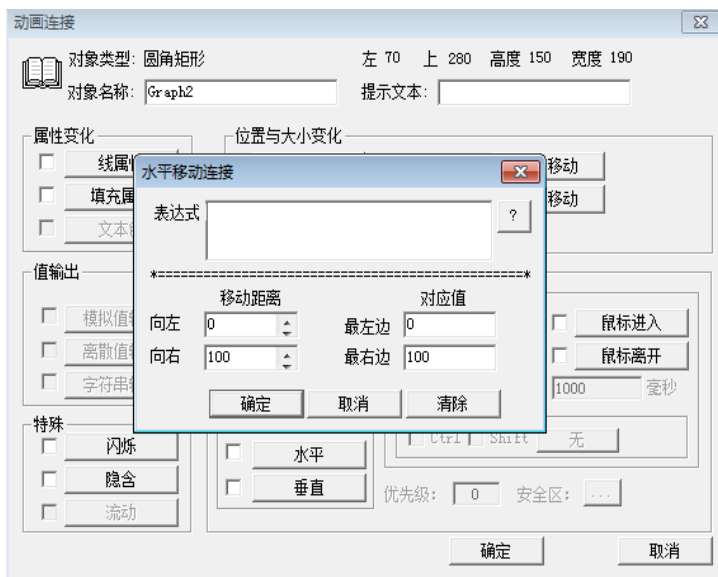 动画连接
对象类型: 圆角矩形 左 70 上 280 高度 150 宽度 190
对象名称: Graph2 提示文本:
属性变化 位置与大小变化
线属
填充属
文本
移动
移动
水平移动连接
表达式 ?
*==============================================*
移动距离 对应值
向左 0 最左边 0
向右 100 最右边 100
确定 取消 清除
值输出
模拟值
离散值
字符串
鼠标进入
鼠标离开
1000 毫秒
特殊
闪烁
隐含
流动
水平
垂直
Ctrl Shift 无
优先级: 0 安全区: ...
确定 取消